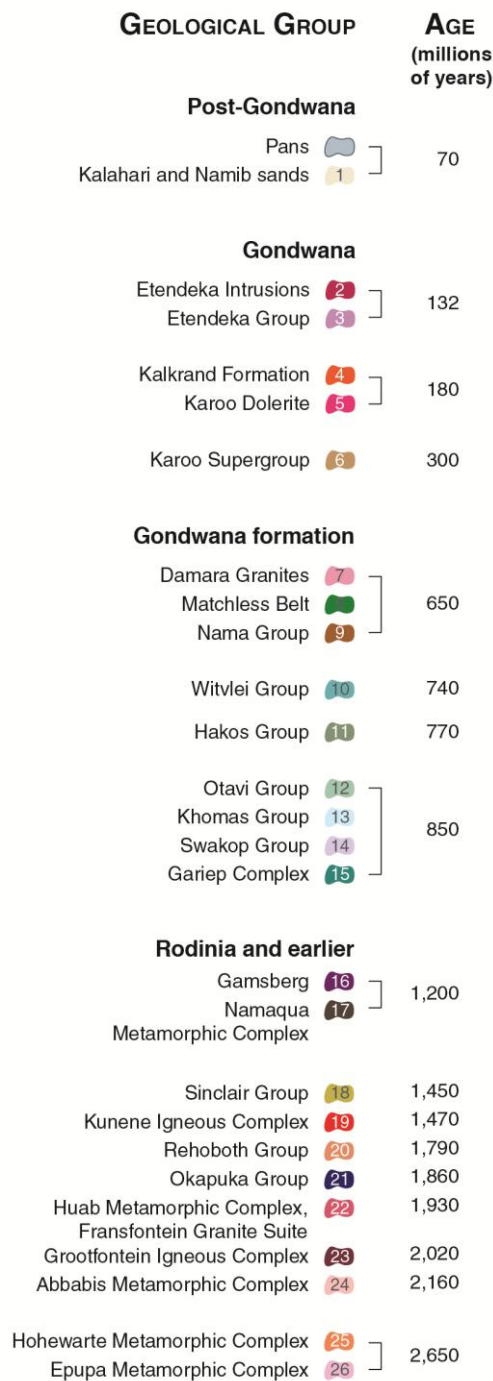 GEOLOGICAL GROUP AGE
(millions
of years)
Post-Gondwana
Pans
70
Kalahari and Namib sands 1
Gondwana
Etendeka Intrusions 2
132
Etendeka Group 3
Kalkrand Formation 4
180
Karoo Dolerite 5
Karoo Supergroup 6 300
Gondwana formation
Damara Granites 7
Matchless Belt 650
Nama Group 9
Witvlei Group 10 740
Hakos Group 11 770
Otavi Group 12
Khomas Group 13
850
Swakop Group 14
Gariep Complex 15
Rodinia and earlier
Gamsberg 16
1,200
Namaqua 17
Metamorphic Complex
Sinclair Group 18 1,450
Kunene Igneous Complex 19 1,470
Rehoboth Group 20 1,790
Okapuka Group 21 1,860
Huab Metamorphic Complex, 22 1,930
Fransfontein Granite Suite
Grootfontein Igneous Complex 23 2,020
Abbabis Metamorphic Complex 24 2,160
Hohewarte Metamorphic Complex 25
2,650
Epupa Metamorphic Complex 26